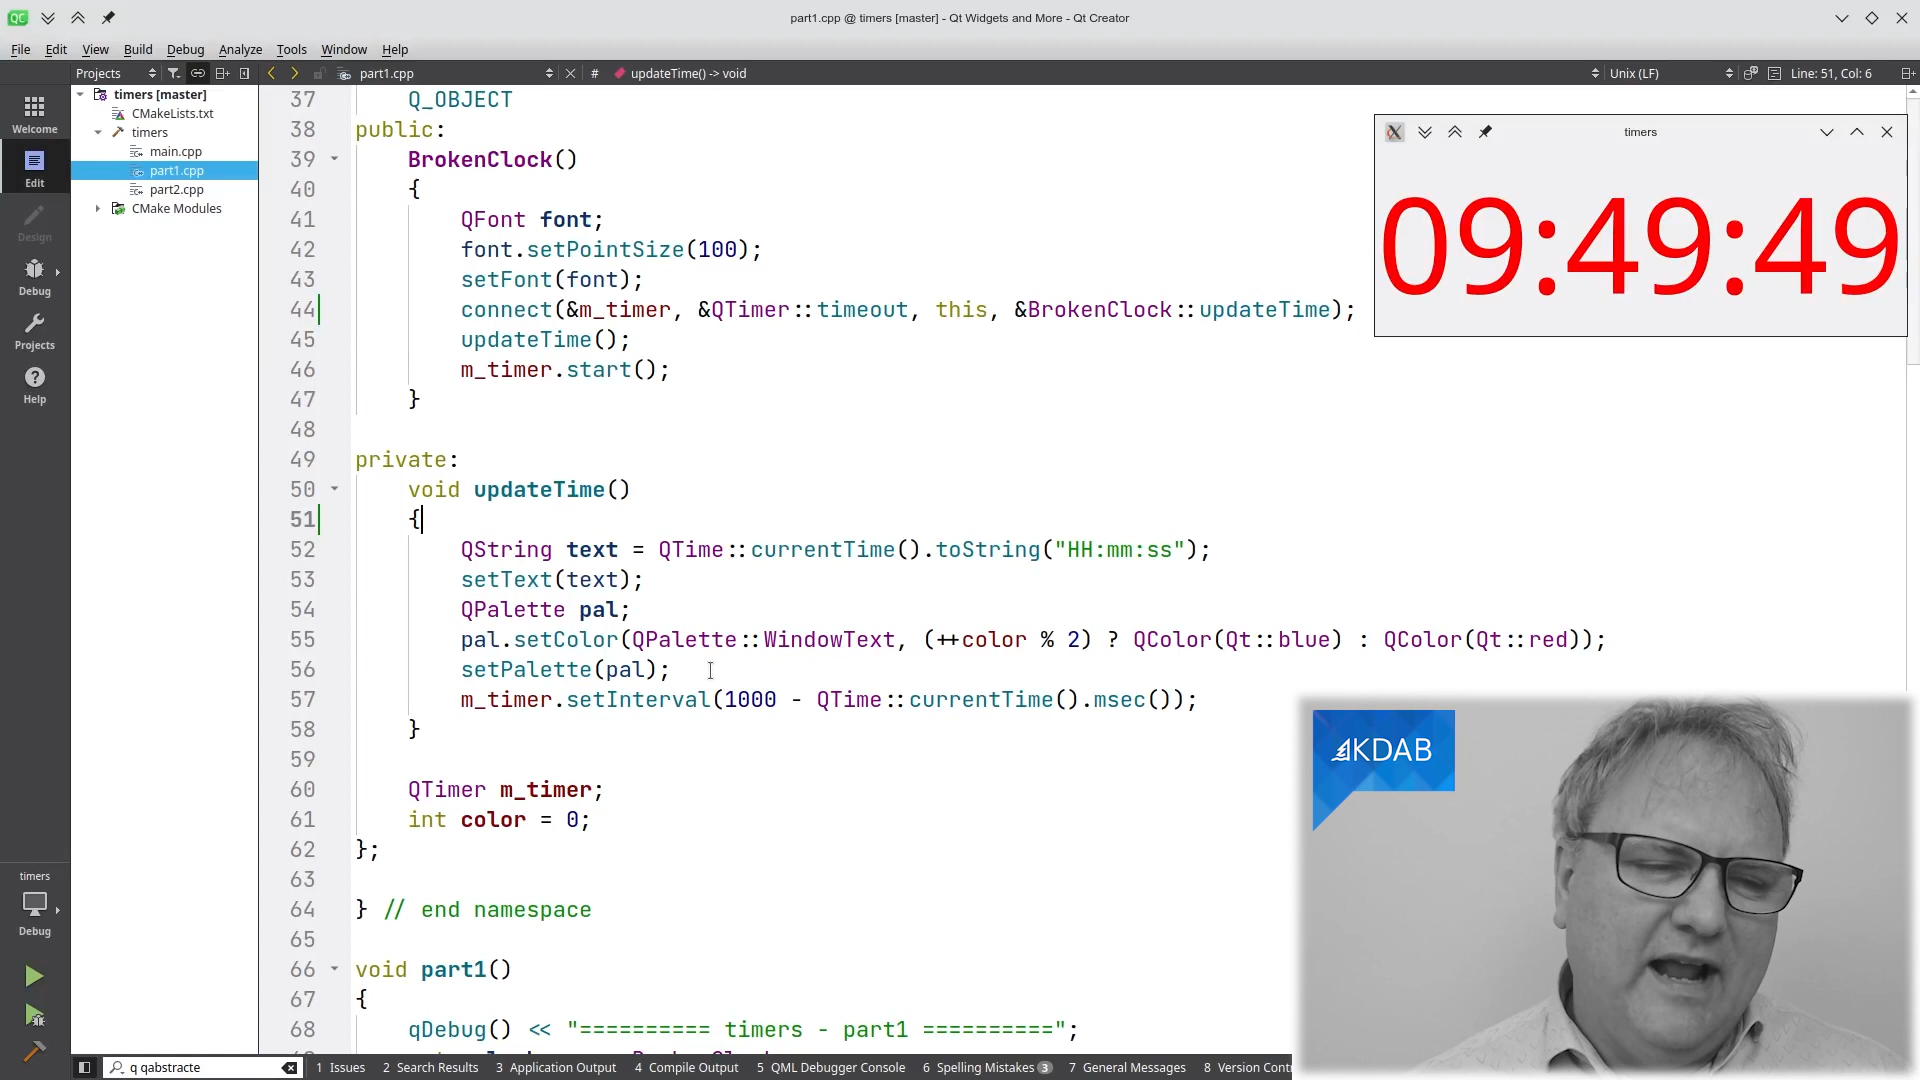 part1.cpp @ timers [master] - Qt Widgets and More - Qt Creator
File Edit View Build Debug Analyze Tools Window Help
Projects part1.cpp # updateTime() -> void Unix (LF) Line: 51, Col: 6
timers [master]
CMakeLists.txt
timers
main.cpp
part1.cpp
part2.cpp
CMake Modules
Welcome
Edit
Design
Debug
Projects
Help
timers
Debug
37 Q_OBJECT
38 public:
39 BrokenClock()
40 {
41 QFont font;
42 font.setPointSize(100);
43 setFont(font);
44 connect(&m_timer, &QTimer::timeout, this, &BrokenClock::updateTime);
45 updateTime();
46 m_timer.start();
47 }
48
49 private:
50 void updateTime()
51 {
52 QString text = QTime::currentTime().toString("HH:mm:ss");
53 setText(text);
54 QPalette pal;
55 pal.setColor(QPalette::WindowText, (++color % 2) ? QColor(Qt::blue) : QColor(Qt::red));
56 setPalette(pal);
57 m_timer.setInterval(1000 - QTime::currentTime().msec());
58 }
59
60 QTimer m_timer;
61 int color = 0;
62 };
63
64 } // end namespace
65
66 void part1()
67 {
68 qDebug() << "========== timers - part1 ==========";
timers
09:49:49
KDAB
q qabstracte 1 Issues 2 Search Results 3 Application Output 4 Compile Output 5 QML Debugger Console 6 Spelling Mistakes 3 7 General Messages 8 Version Cont